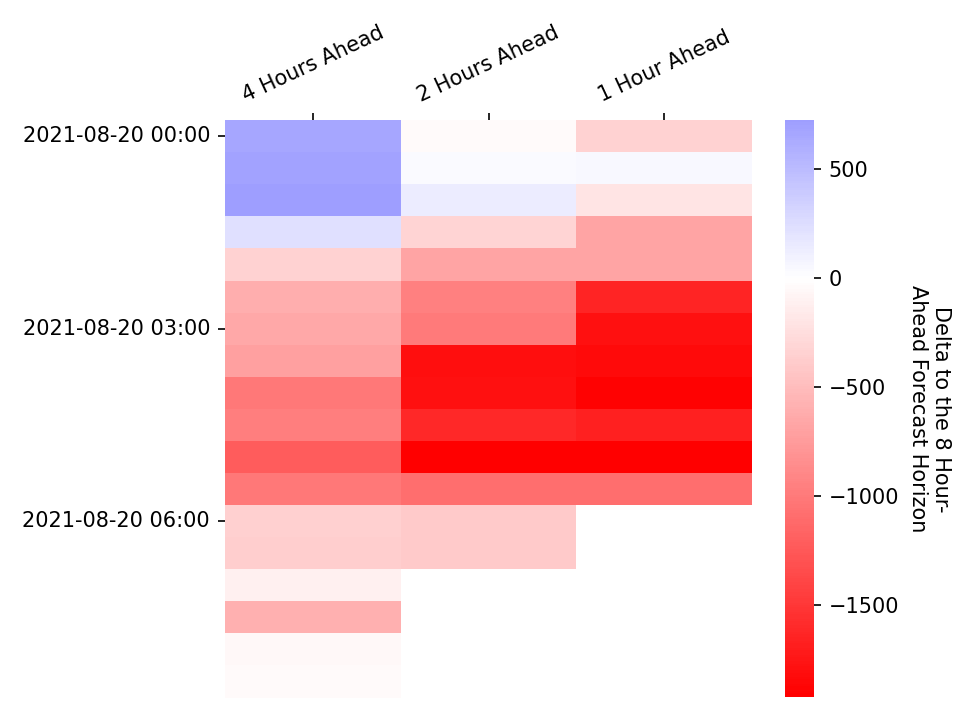 4 Hours Ahead
2 Hours Ahead
1 Hour Ahead
2021-08-20 00:00
2021-08-20 03:00
2021-08-20 06:00
500
0
−500
−1000
−1500
Delta to the 8 Hour-
Ahead Forecast Horizon